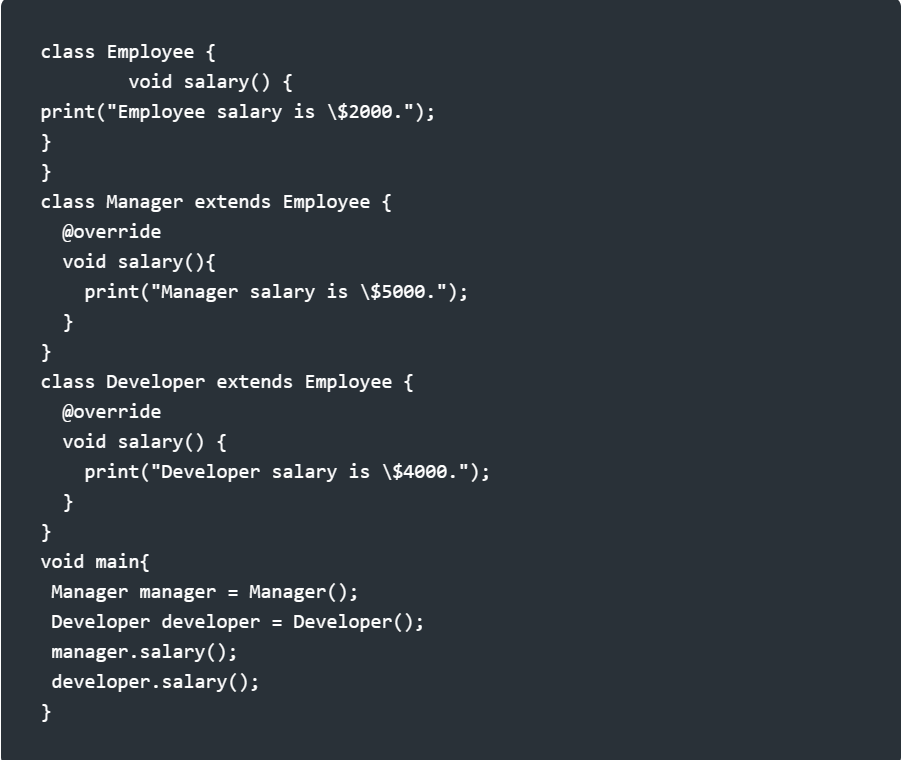 class Employee {
        void salary() {
print("Employee salary is \$2000.");
}
}
class Manager extends Employee {
  @override
  void salary(){
    print("Manager salary is \$5000.");
  }
}
class Developer extends Employee {
  @override
  void salary() {
    print("Developer salary is \$4000.");
  }
}
void main{
 Manager manager = Manager();
 Developer developer = Developer();
 manager.salary();
 developer.salary();
}